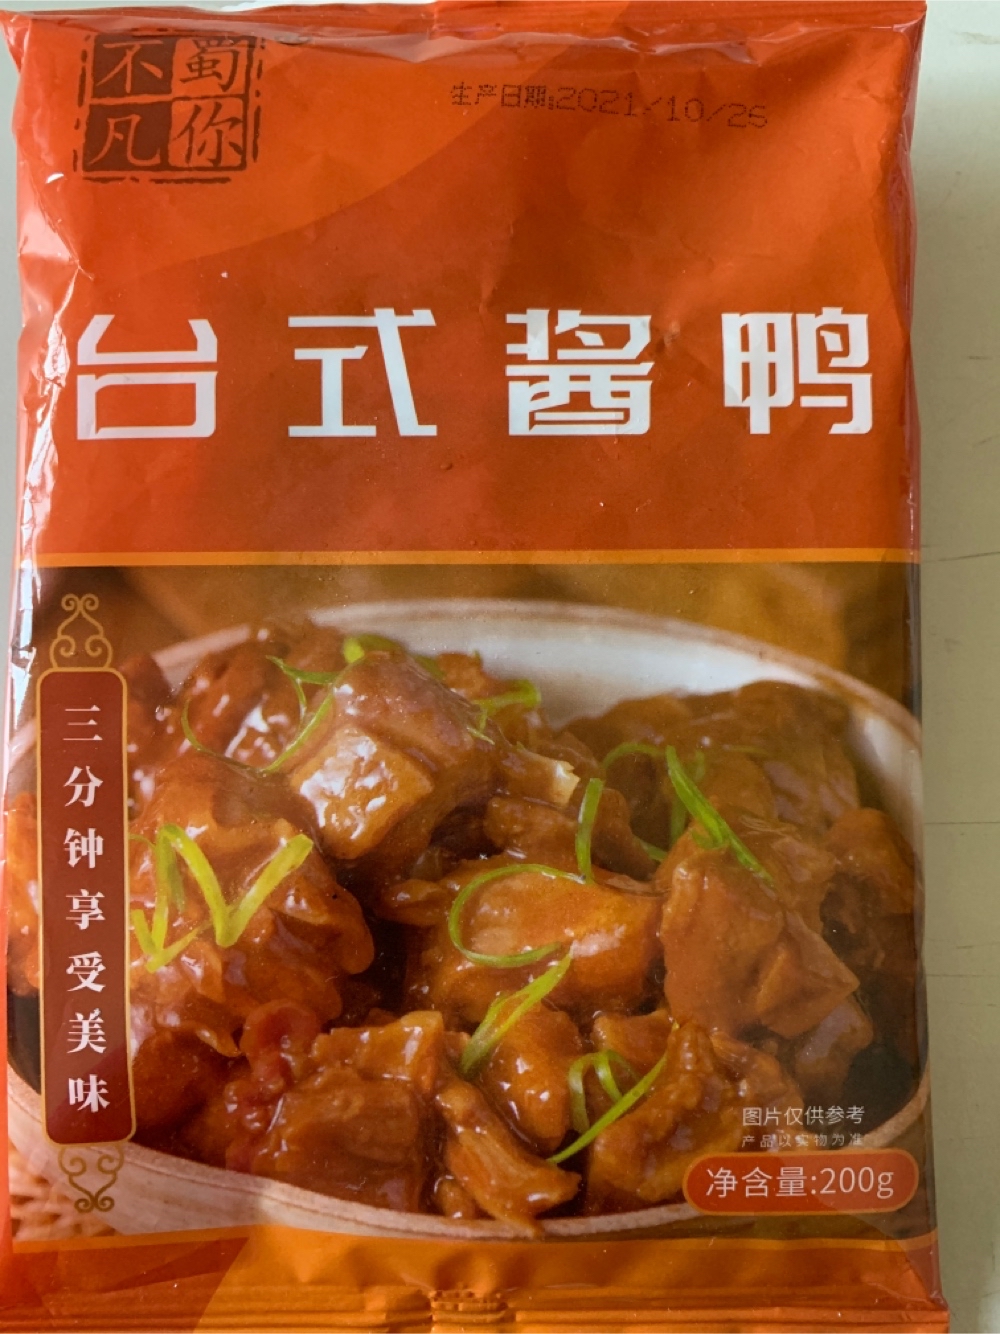 不蜀
凡你
生产日期:2021/10/26
台式酱鸭
三分钟享受美味
图片仅供参考
产品以实物为准
净含量:200g